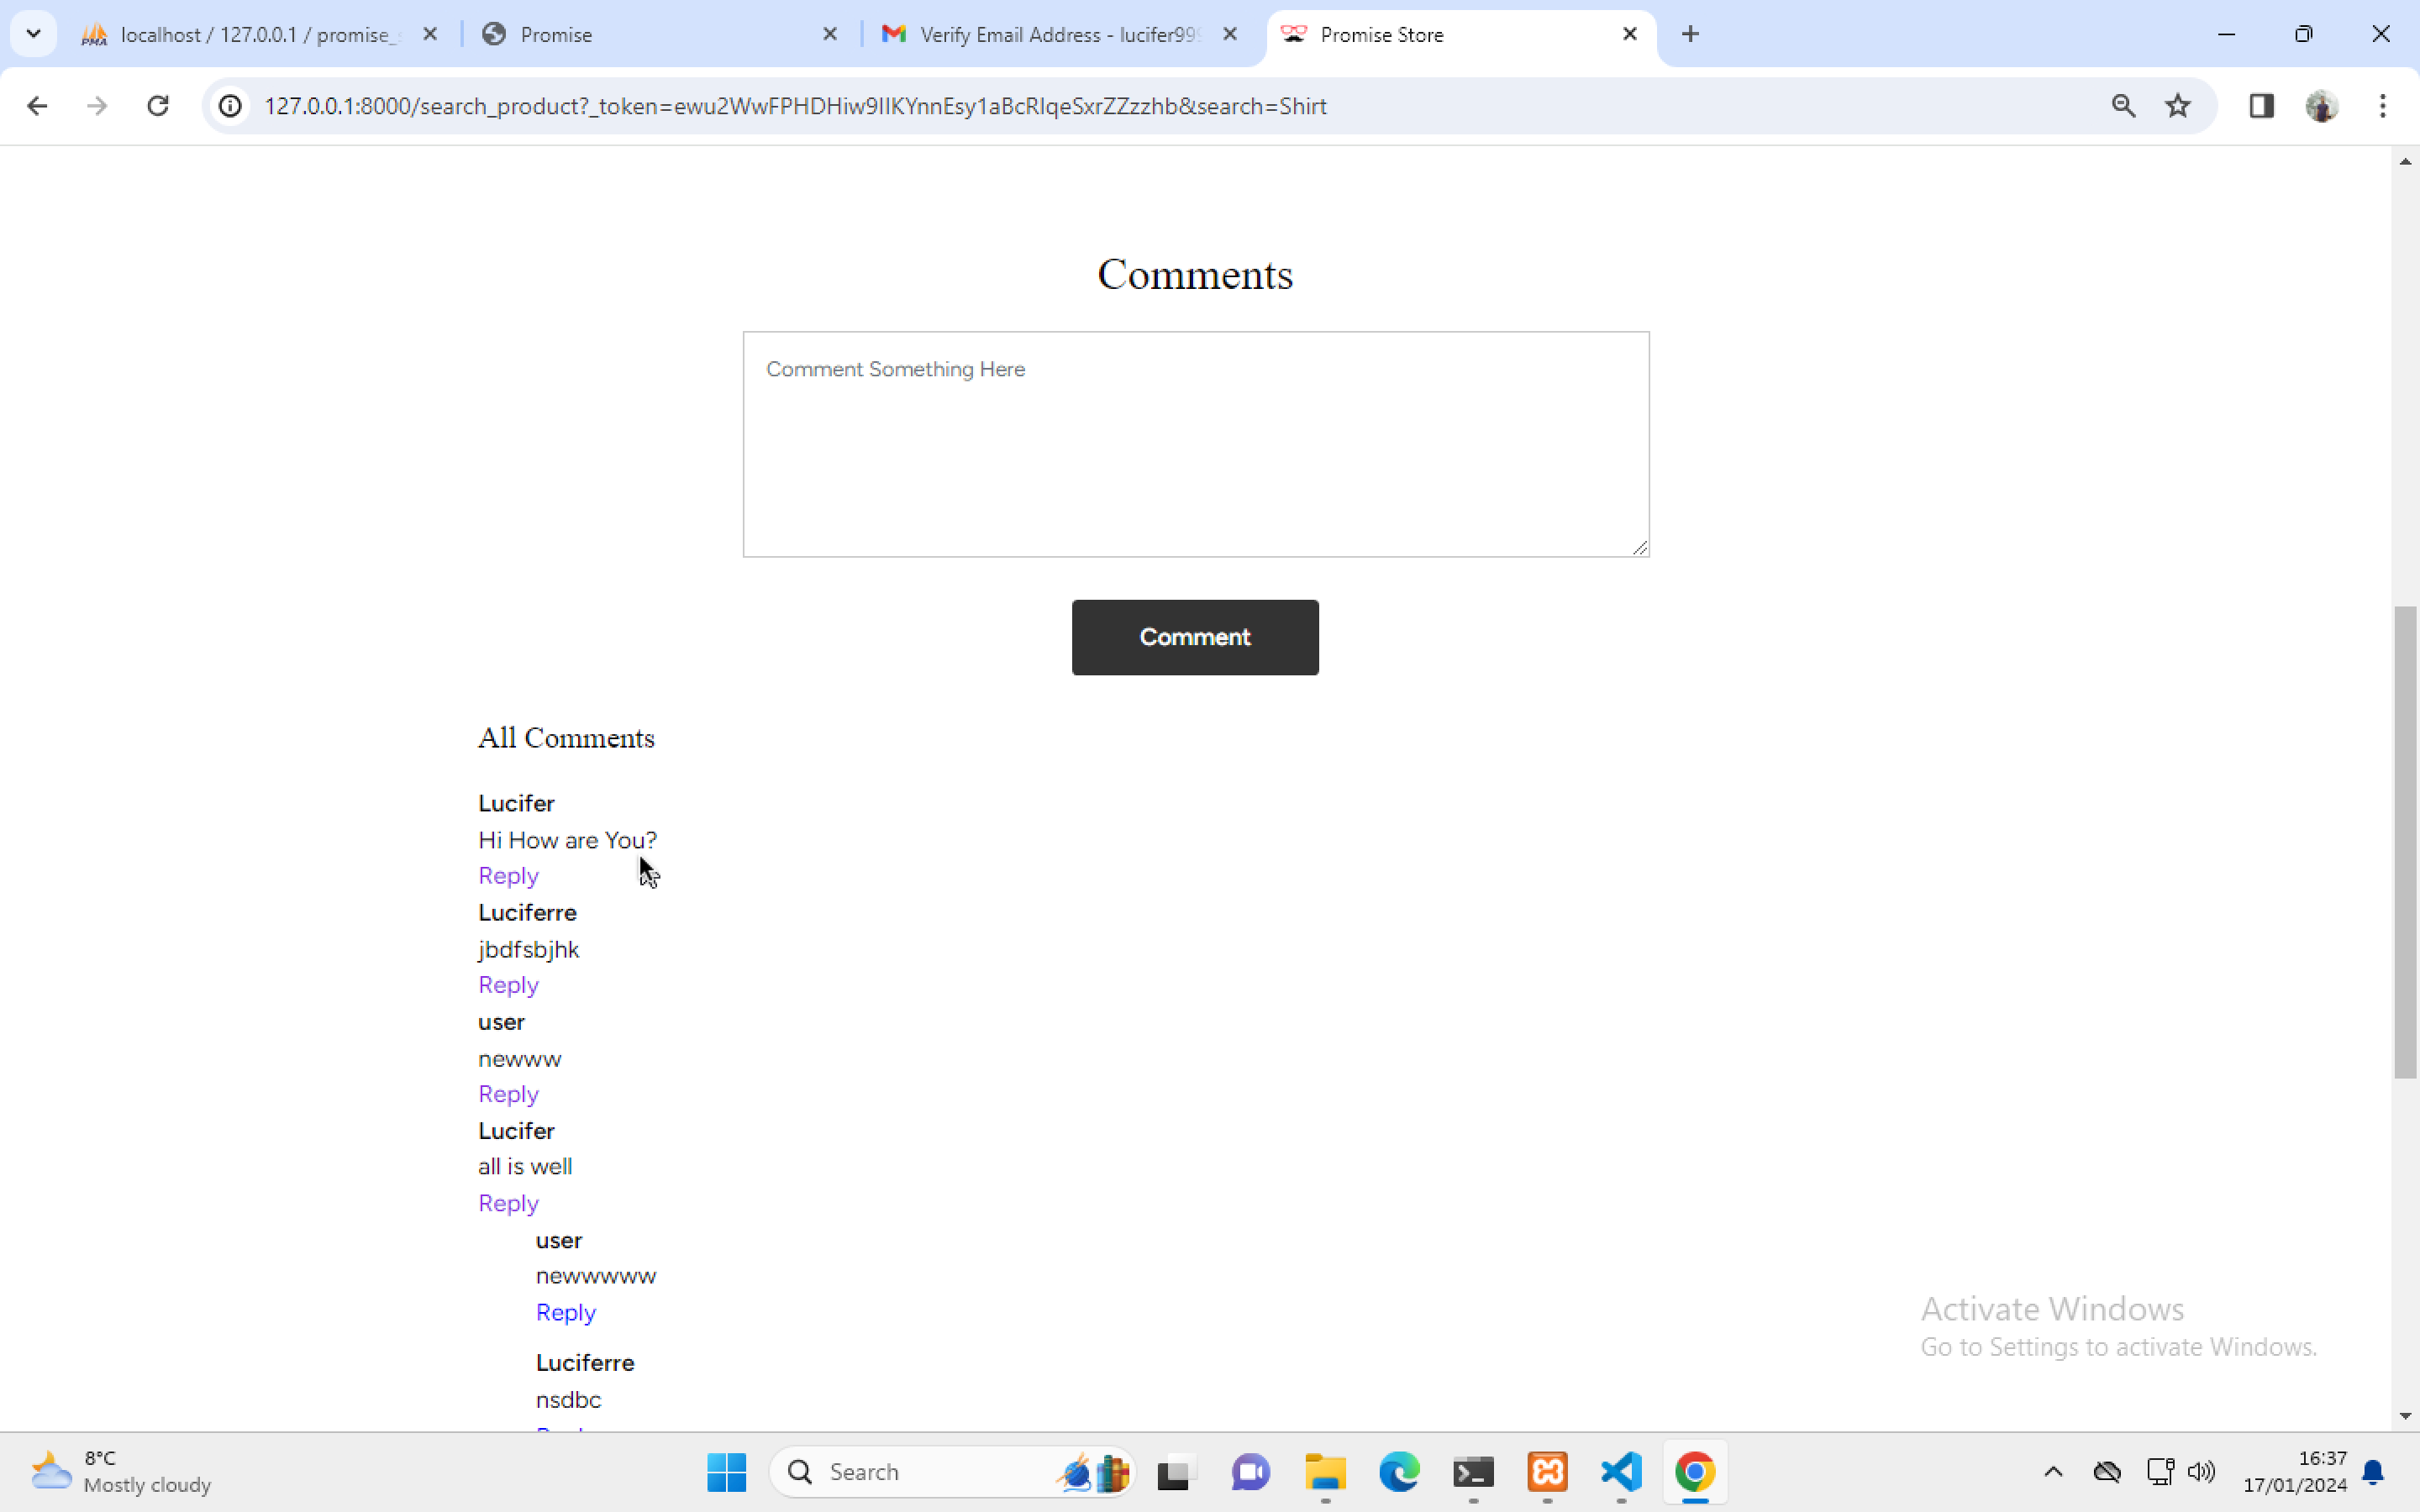 localhost / 127.0.0.1 / promise_
Promise
Verify Email Address - lucifer999
Promise Store
127.0.0.1:8000/search_product?_token=ewu2WwFPHDHiw9IIKYnnEsy1aBcRIqeSxrZZzzhb&search=Shirt
Comments
Comment Something Here
Comment
All Comments
Lucifer
Hi How are You?
Reply
Luciferre
jbdfsbjhk
Reply
user
newww
Reply
Lucifer
all is well
Reply
user
newwwww
Reply
Luciferre
nsdbc
Activate Windows
Go to Settings to activate Windows.
8°C
Mostly cloudy
Search
16:37
17/01/2024